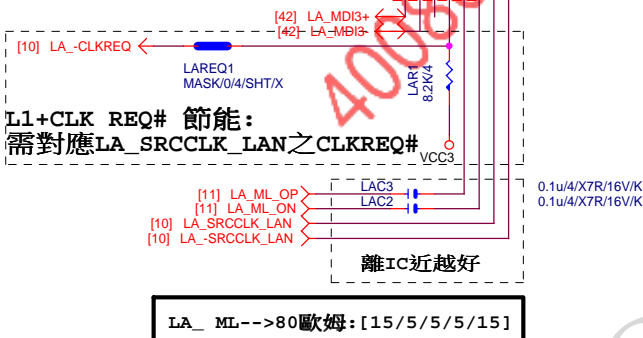 [42] LA_MDI3+
[42] LA_MDI3-
[10] LA_-CLKREQ
LAREQ1
MASK/0/4/SHT/X
LAR1
8.2K/4
4008
L1+CLK REQ# 節能:
需對應LA_SRCCLK_LAN之CLKREQ#
VCC3
[11] LA_ML_OP
LAC3
0.1u/4/X7R/16V/K
[11] LA_ML_ON
LAC2
0.1u/4/X7R/16V/K
[10] LA_SRCCLK_LAN
[10] LA_-SRCCLK_LAN
離IC近越好
LA_ ML-->80歐姆:[15/5/5/5/15]